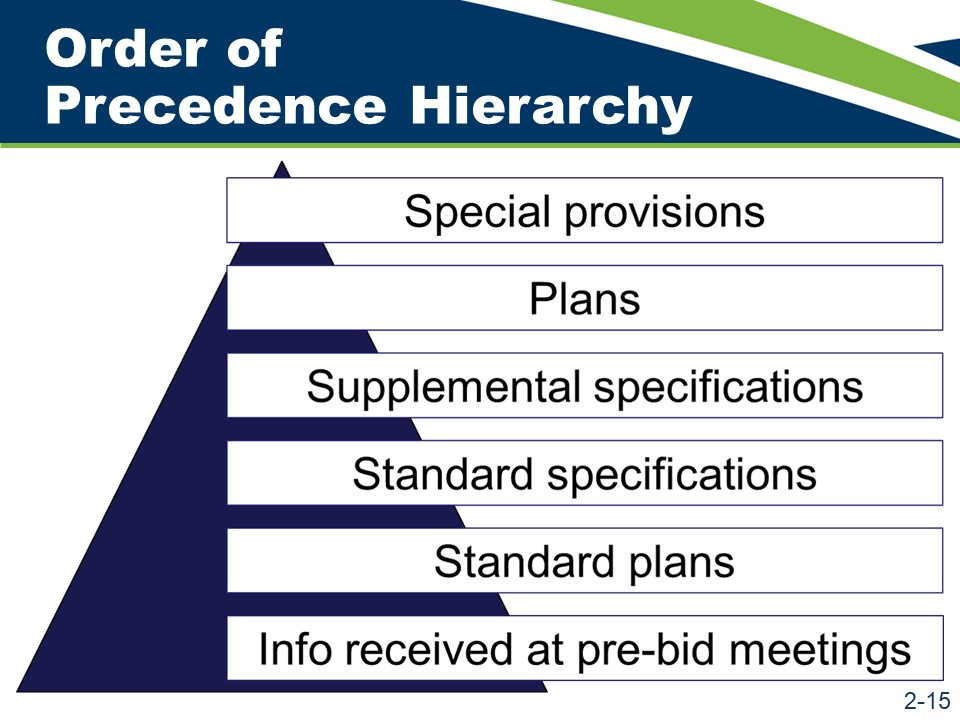 Order of
Precedence Hierarchy
Special provisions
Plans
Supplemental specifications
Standard specifications
Standard plans
Info received at pre-bid meetings
2-15